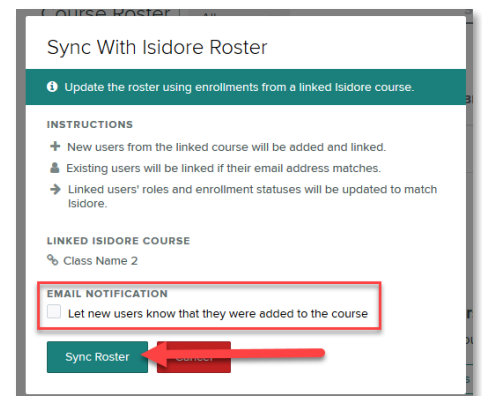 Course Roster
Sync With Isidore Roster
Update the roster using enrollments from a linked Isidore course.
INSTRUCTIONS
New users from the linked course will be added and linked.
Existing users will be linked if their email address matches.
Linked users' roles and enrollment statuses will be updated to match
Isidore.
LINKED ISIDORE COURSE
Class Name 2
EMAIL NOTIFICATION
Let new users know that they were added to the course
Sync Roster Cancel